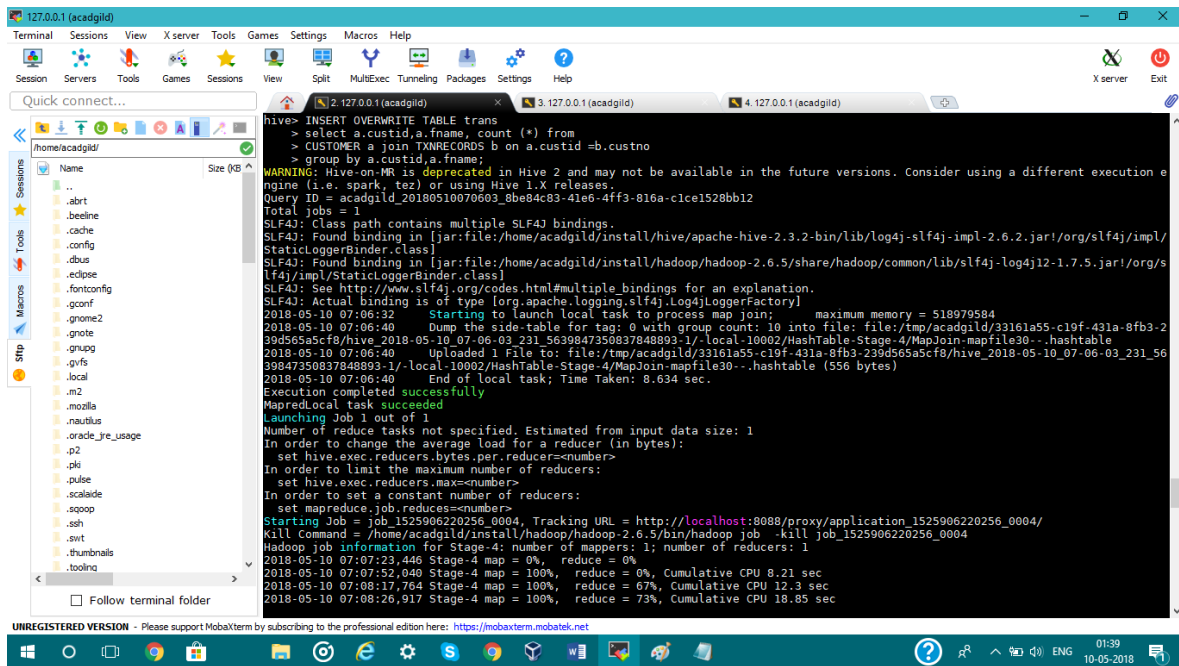 127.0.0.1 (acadgild)
Terminal Sessions View X server Tools Games Settings Macros Help
Session Servers Tools Games Sessions View Split MultiExec Tunneling Packages Settings Help X server Exit
Quick connect...
2. 127.0.0.1 (acadgild)
3. 127.0.0.1 (acadgild)
4. 127.0.0.1 (acadgild)
/home/acadgild/
Name Size (KB
..
.abrt
.beeline
.cache
.config
.dbus
.eclipse
.fontconfig
.gconf
.gnome2
.gnote
.gnupg
.gvfs
.local
.m2
.mozilla
.nautilus
.oracle_jre_usage
.p2
.pki
.pulse
.scalaide
.sqoop
.ssh
.swt
.thumbnails
.tooling
Follow terminal folder
Sessions
Tools
Macros
Sftp
hive> INSERT OVERWRITE TABLE trans
> select a.custid,a.fname, count (*) from
> CUSTOMER a join TXNRECORDS b on a.custid =b.custno
> group by a.custid,a.fname;
WARNING: Hive-on-MR is deprecated in Hive 2 and may not be available in the future versions. Consider using a different execution e
ngine (i.e. spark, tez) or using Hive 1.X releases.
Query ID = acadgild_20180510070603_8be84c83-41e6-4ff3-816a-c1ce1528bb12
Total jobs = 1
SLF4J: Class path contains multiple SLF4J bindings.
SLF4J: Found binding in [jar:file:/home/acadgild/install/hive/apache-hive-2.3.2-bin/lib/log4j-slf4j-impl-2.6.2.jar!/org/slf4j/impl/
StaticLoggerBinder.class]
SLF4J: Found binding in [jar:file:/home/acadgild/install/hadoop/hadoop-2.6.5/share/hadoop/common/lib/slf4j-log4j12-1.7.5.jar!/org/s
lf4j/impl/StaticLoggerBinder.class]
SLF4J: See http://www.slf4j.org/codes.html#multiple_bindings for an explanation.
SLF4J: Actual binding is of type [org.apache.logging.slf4j.Log4jLoggerFactory]
2018-05-10 07:06:32 Starting to launch local task to process map join; maximum memory = 518979584
2018-05-10 07:06:40 Dump the side-table for tag: 0 with group count: 10 into file: file:/tmp/acadgild/33161a55-c19f-431a-8fb3-2
39d565a5cf8/hive_2018-05-10_07-06-03_231_5639847350837848893-1/-local-10002/HashTable-Stage-4/MapJoin-mapfile30--.hashtable
2018-05-10 07:06:40 Uploaded 1 File to: file:/tmp/acadgild/33161a55-c19f-431a-8fb3-239d565a5cf8/hive_2018-05-10_07-06-03_231_56
39847350837848893-1/-local-10002/HashTable-Stage-4/MapJoin-mapfile30--.hashtable (556 bytes)
2018-05-10 07:06:40 End of local task; Time Taken: 8.634 sec.
Execution completed successfully
MapredLocal task succeeded
Launching Job 1 out of 1
Number of reduce tasks not specified. Estimated from input data size: 1
In order to change the average load for a reducer (in bytes):
set hive.exec.reducers.bytes.per.reducer=<number>
In order to limit the maximum number of reducers:
set hive.exec.reducers.max=<number>
In order to set a constant number of reducers:
set mapreduce.job.reduces=<number>
Starting Job = job_1525906220256_0004, Tracking URL = http://localhost:8088/proxy/application_1525906220256_0004/
Kill Command = /home/acadgild/install/hadoop/hadoop-2.6.5/bin/hadoop job -kill job_1525906220256_0004
Hadoop job information for Stage-4: number of mappers: 1; number of reducers: 1
2018-05-10 07:07:23,446 Stage-4 map = 0%, reduce = 0%
2018-05-10 07:07:52,040 Stage-4 map = 100%, reduce = 0%, Cumulative CPU 8.21 sec
2018-05-10 07:08:17,764 Stage-4 map = 100%, reduce = 67%, Cumulative CPU 12.3 sec
2018-05-10 07:08:26,917 Stage-4 map = 100%, reduce = 73%, Cumulative CPU 18.85 sec
UNREGISTERED VERSION - Please support MobaXterm by subscribing to the professional edition here: https://mobaxterm.mobatek.net
ENG
01:39
10-05-2018